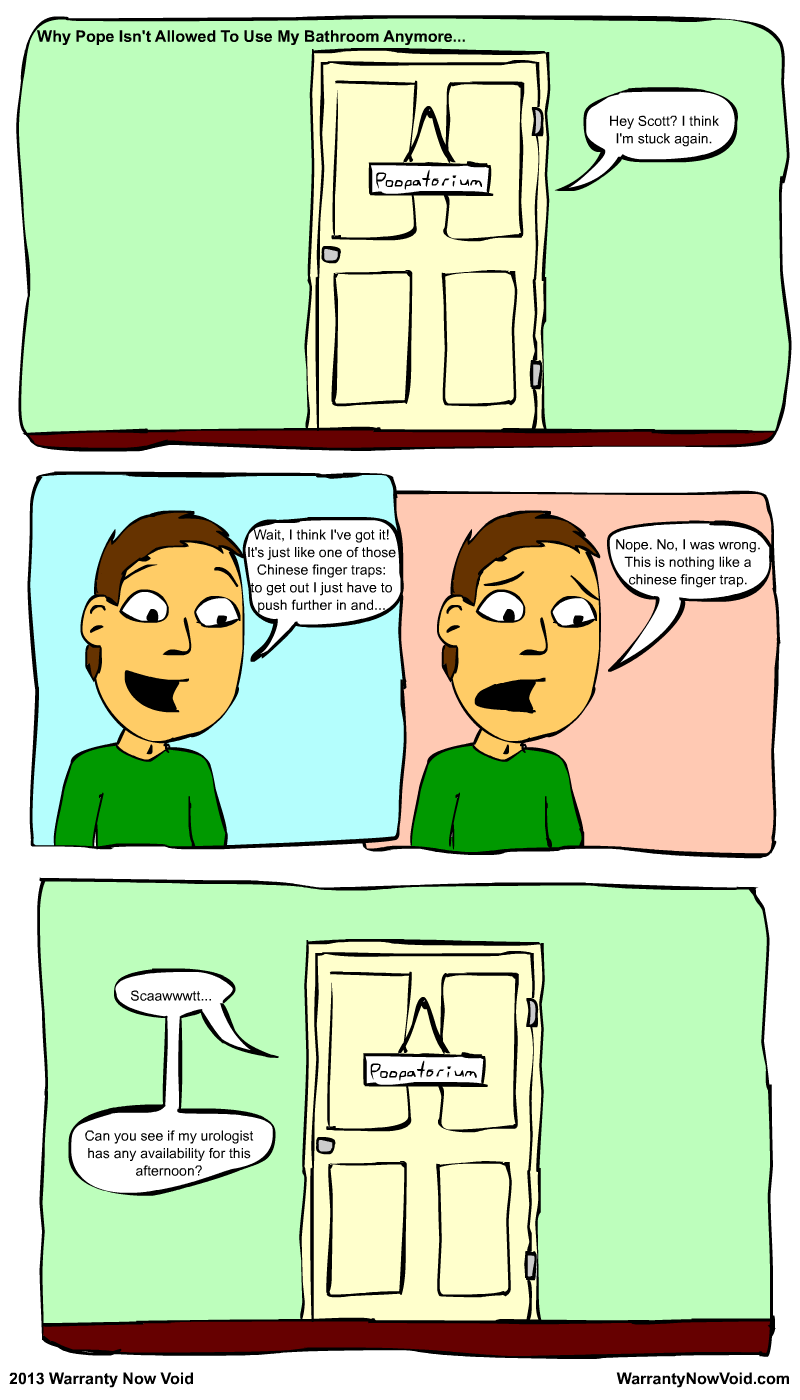 Why Pope Isn't Allowed To Use My Bathroom Anymore...
Hey Scott? I think
I'm stuck again.
Poopatorium
Wait, I think I've got it!
It's just like one of those
Chinese finger traps:
to get out I just have to
push further in and...
Nope. No, I was wrong.
This is nothing like a
chinese finger trap.
Scaawwwtt...
Poopatorium
Can you see if my urologist
has any availability for this
afternoon?
2013 Warranty Now Void
WarrantyNowVoid.com